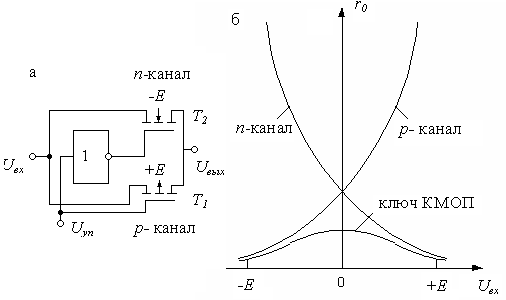 а
n-канал
-E
T2
1
Uвх
Uвых
+E
T1
Uуп
p- канал
б
r0
n-канал
p- канал
ключ КМОП
-E
0
+E
Uвх